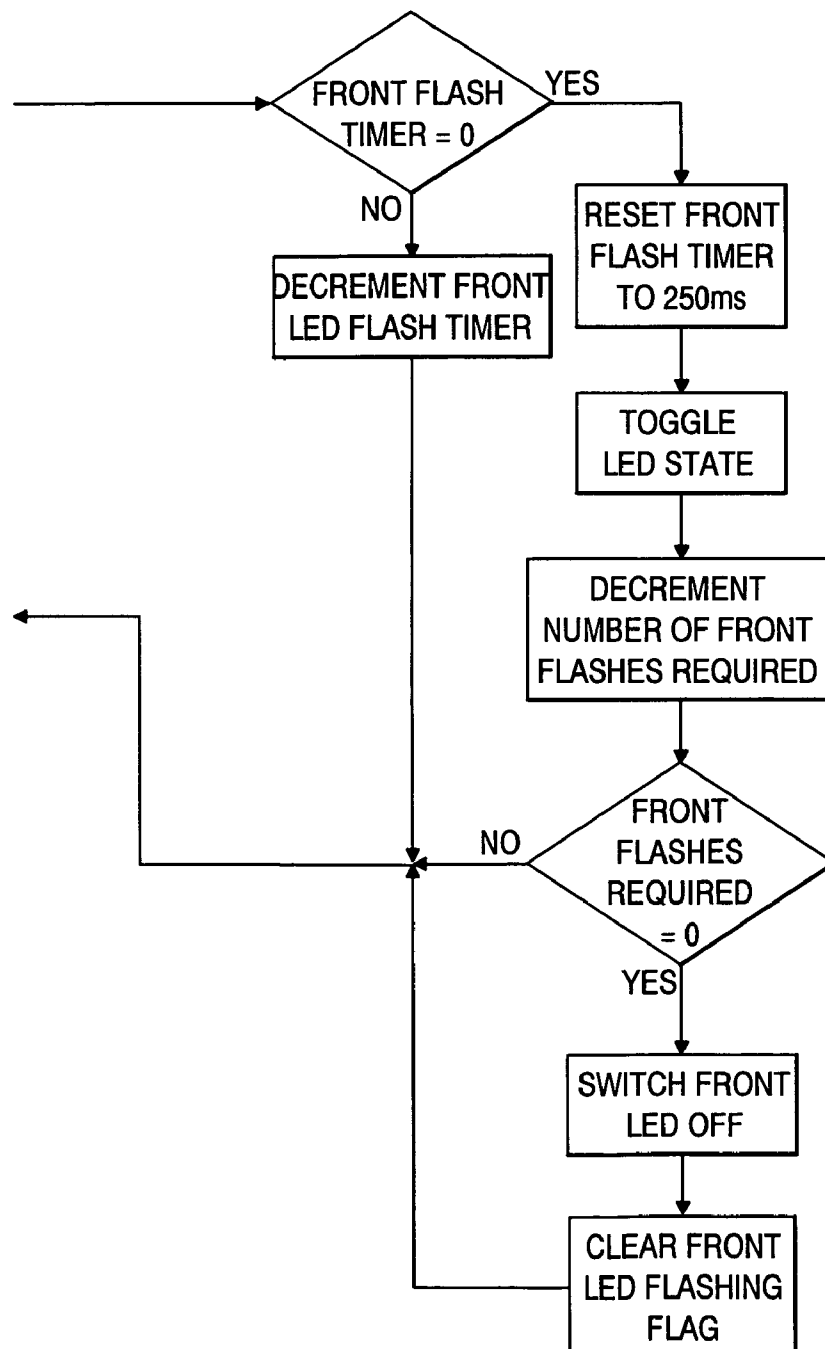 FRONT FLASH
TIMER = 0
YES
NO
RESET FRONT
FLASH TIMER
TO 250ms
DECREMENT FRONT
LED FLASH TIMER
TOGGLE
LED STATE
DECREMENT
NUMBER OF FRONT
FLASHES REQUIRED
FRONT
FLASHES
REQUIRED
= 0
NO
YES
SWITCH FRONT
LED OFF
CLEAR FRONT
LED FLASHING
FLAG